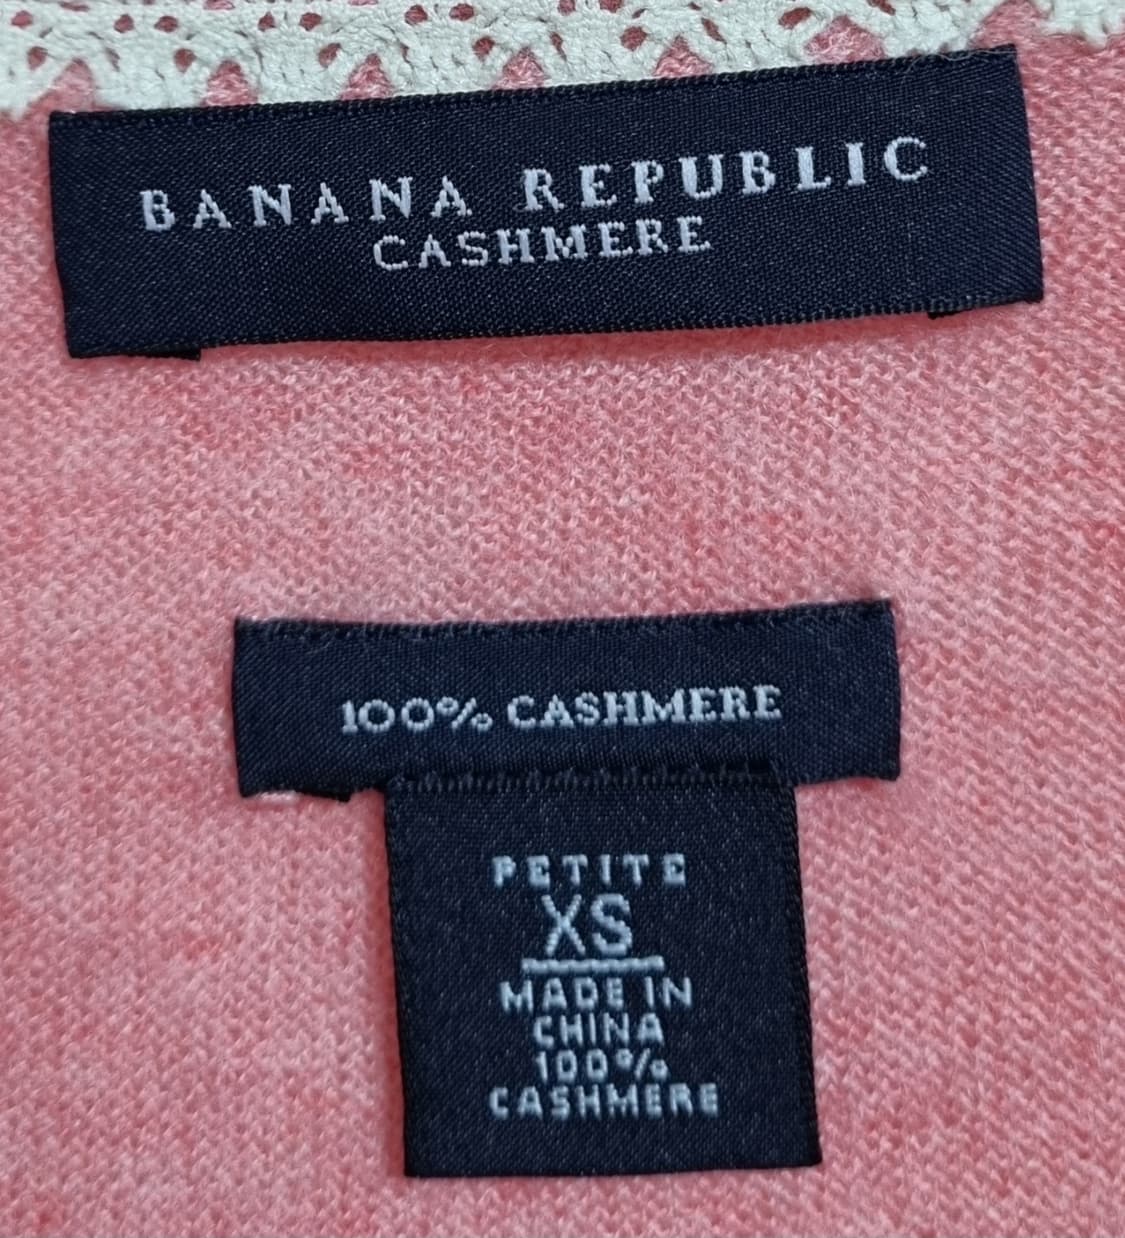 BANANA REPUBLIC
CASHMERE
100% CASHMERE
PETITE
XS
MADE IN
CHINA
100%
CASHMERE